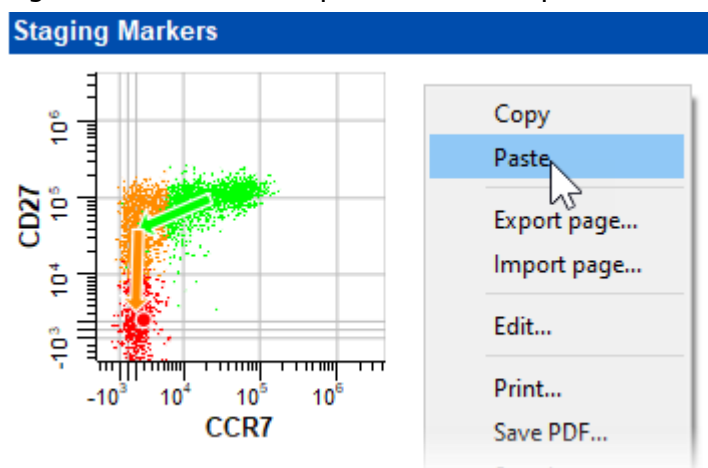 Staging Markers
Copy
Paste
Export page...
Import page...
Edit...
Print...
Save PDF...
CD27
10⁶
10⁵
10⁴
-10³
-10³ 10⁴ 10⁵ 10⁶
CCR7